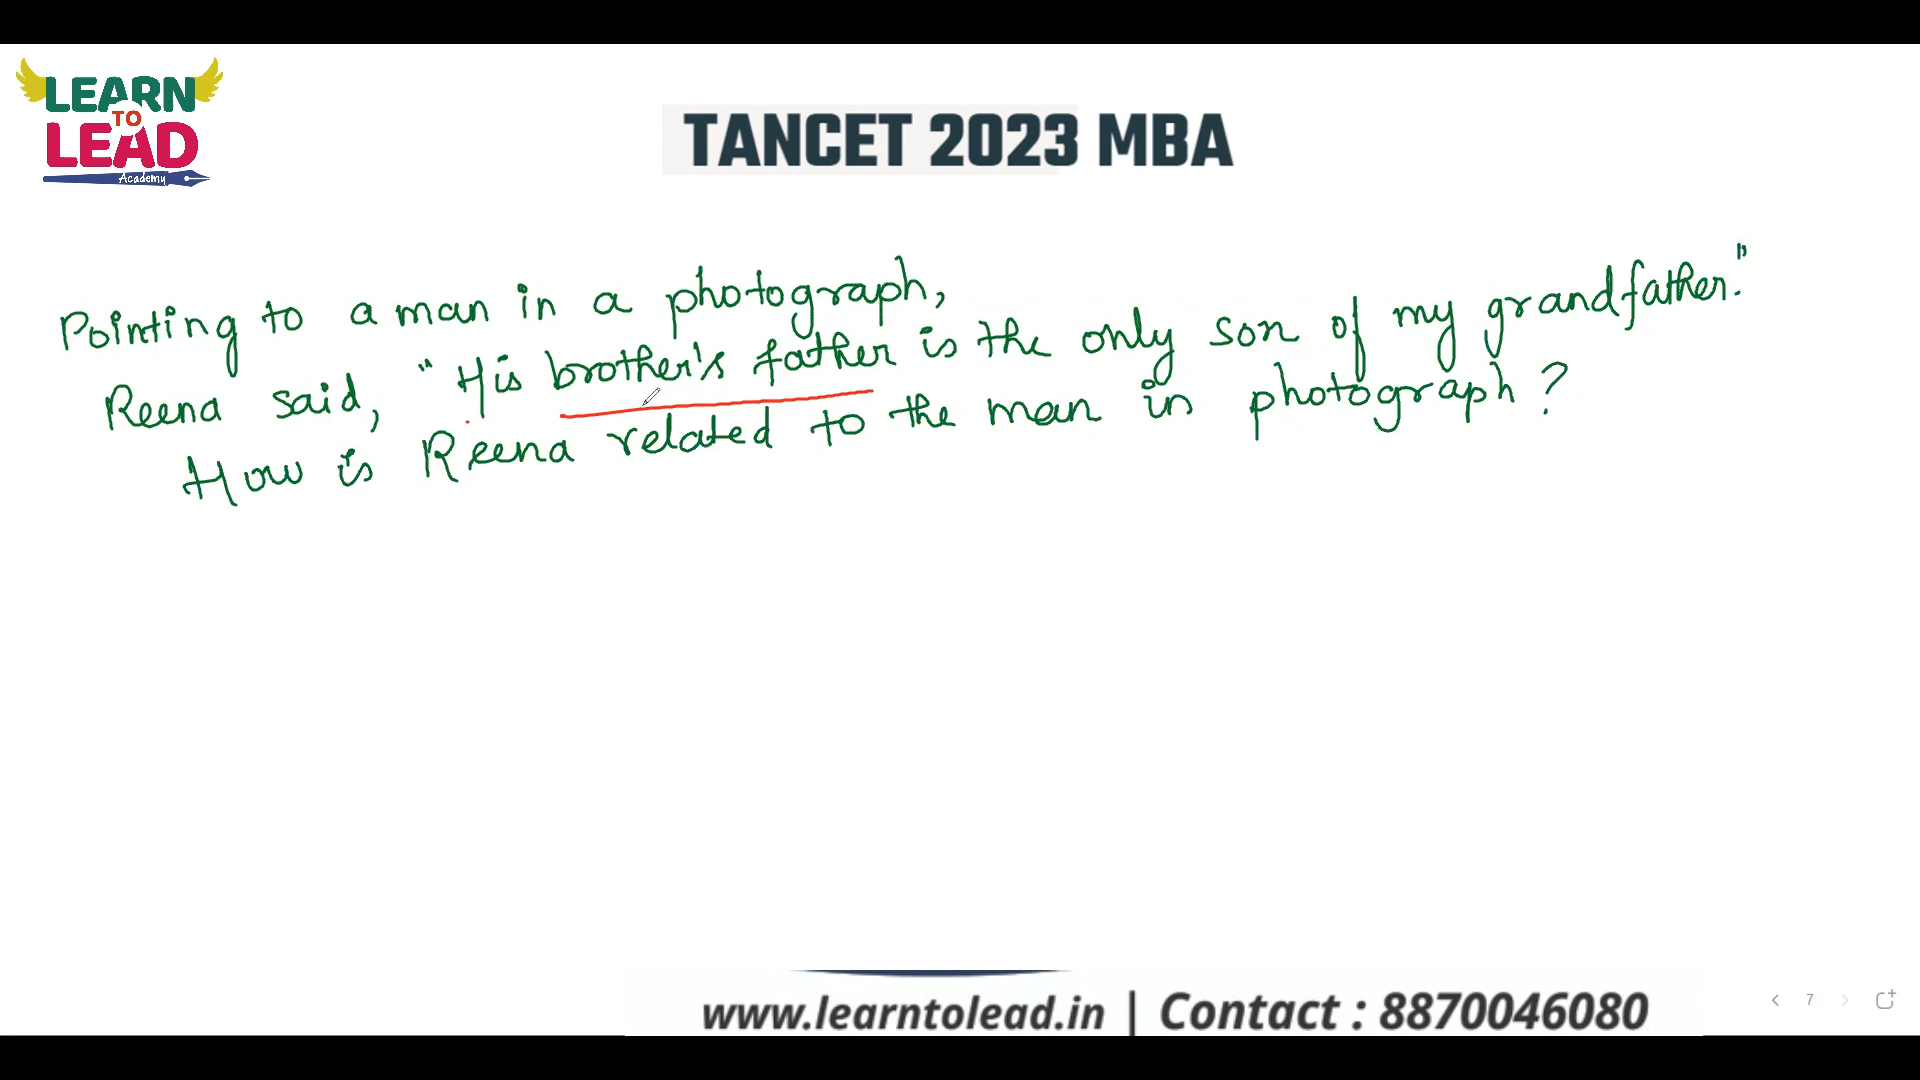 LEARN
TO
LEAD
Academy
TANCET 2023 MBA
Pointing to a man in a photograph,
Reena said, "His brother's father is the only son of my grandfather."
How is Reena related to the man in photograph?
www.learntolead.in | Contact : 8870046080
7